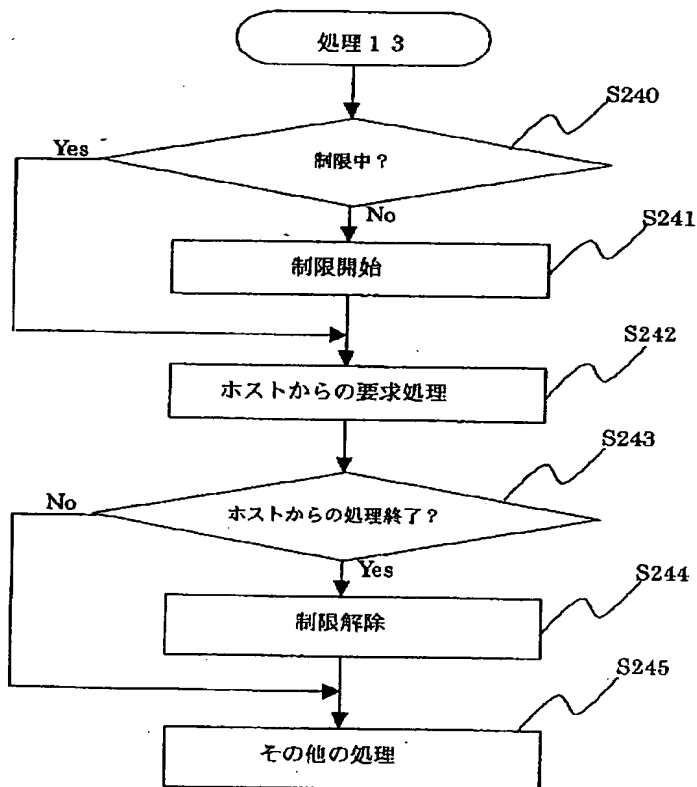 処理１３
S240
Yes
制限中？
No
S241
制限開始
S242
ホストからの要求処理
S243
No
ホストからの処理終了？
Yes
S244
制限解除
S245
その他の処理